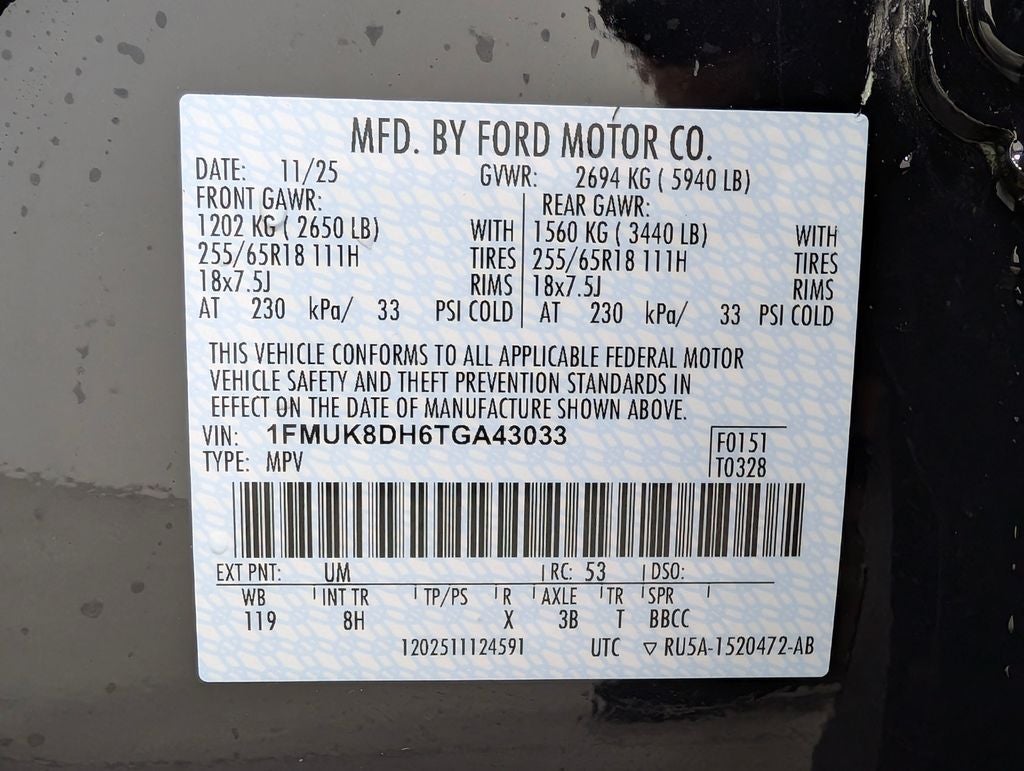 MFD. BY FORD MOTOR CO.
DATE: 11/25 GVWR: 2694 KG ( 5940 LB)
FRONT GAWR: REAR GAWR:
1202 KG ( 2650 LB) WITH 1560 KG ( 3440 LB) WITH
255/65R18 111H TIRES 255/65R18 111H TIRES
18x7.5J RIMS 18x7.5J RIMS
AT 230 kPa/ 33 PSI COLD AT 230 kPa/ 33 PSI COLD
THIS VEHICLE CONFORMS TO ALL APPLICABLE FEDERAL MOTOR
VEHICLE SAFETY AND THEFT PREVENTION STANDARDS IN
EFFECT ON THE DATE OF MANUFACTURE SHOWN ABOVE.
VIN: 1FMUK8DH6TGA43033 F0151
TYPE: MPV T0328
EXT PNT: UM RC: 53 DSO:
WB INT TR TP/PS R AXLE TR SPR
119 8H X 3B T BBCC
1202511124591 UTC ▽ RU5A-1520472-AB